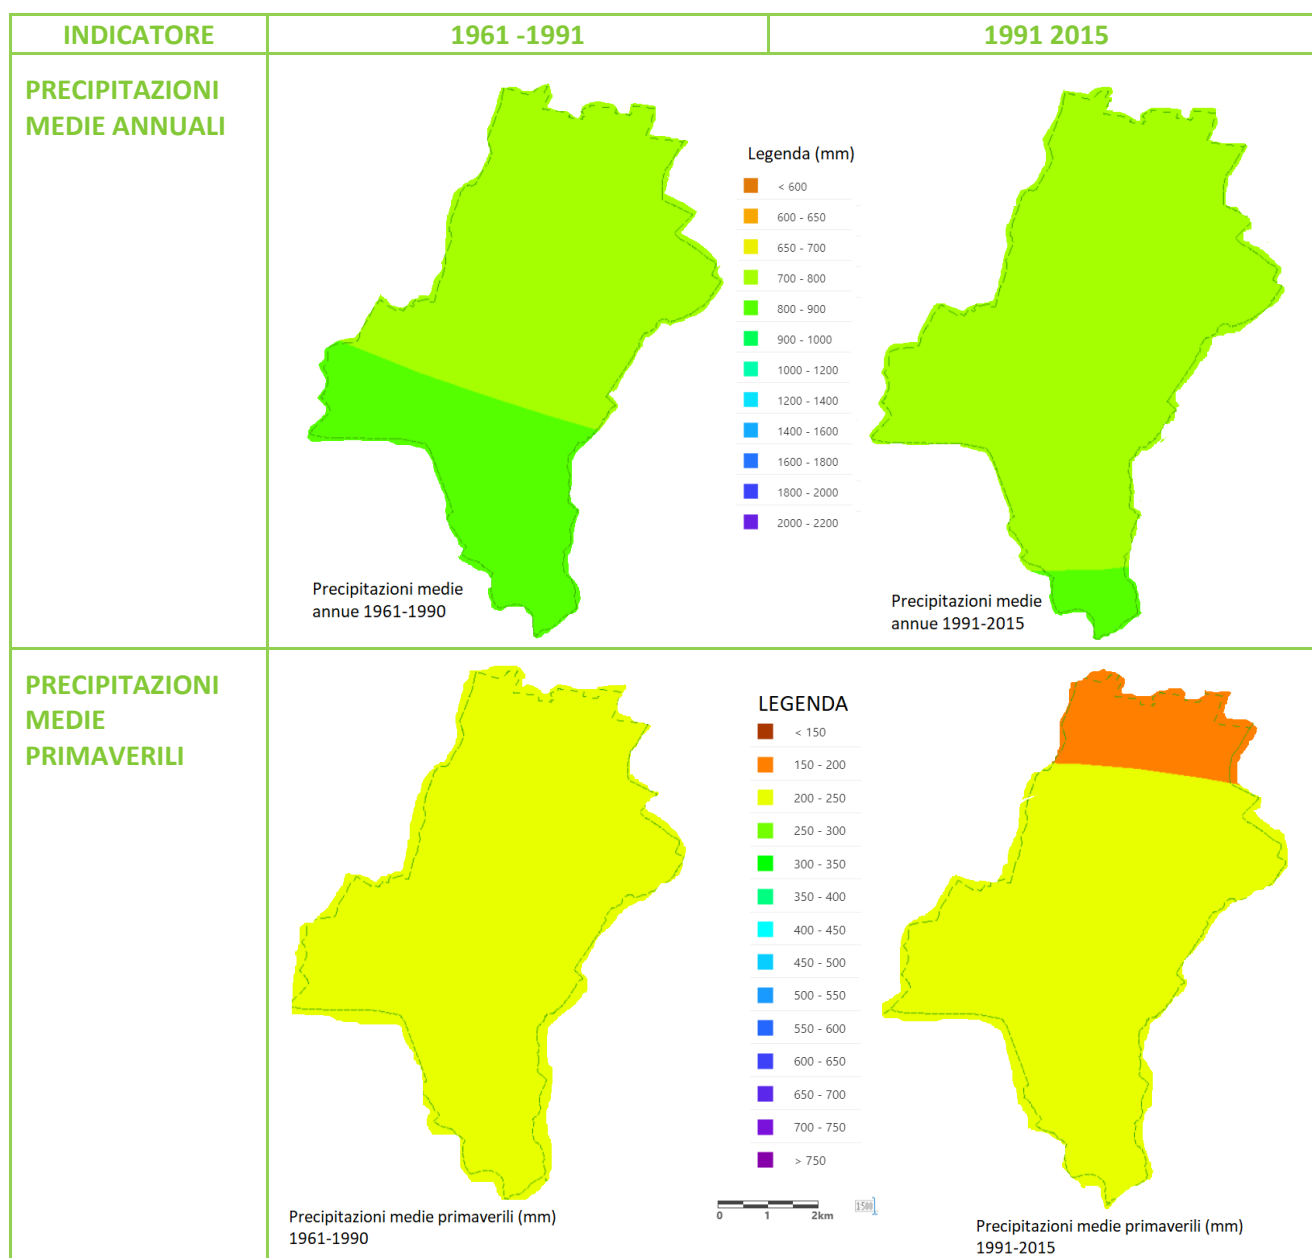 INDICATORE
1961 -1991
1991 2015
PRECIPITAZIONI
MEDIE ANNUALI
Legenda (mm)
< 600
600 - 650
650 - 700
700 - 800
800 - 900
900 - 1000
1000 - 1200
1200 - 1400
1400 - 1600
1600 - 1800
1800 - 2000
2000 - 2200
Precipitazioni medie
annue 1961-1990
Precipitazioni medie
annue 1991-2015
PRECIPITAZIONI
MEDIE
PRIMAVERILI
LEGENDA
< 150
150 - 200
200 - 250
250 - 300
300 - 350
350 - 400
400 - 450
450 - 500
500 - 550
550 - 600
600 - 650
650 - 700
700 - 750
> 750
0 1 2km
1500
Precipitazioni medie primaverili (mm)
1961-1990
Precipitazioni medie primaverili (mm)
1991-2015